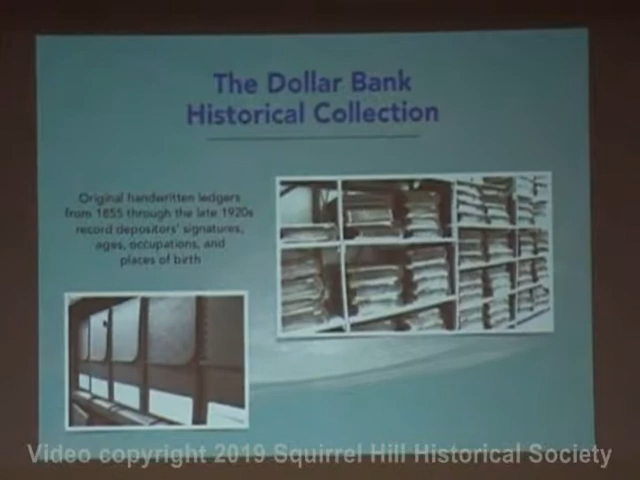 The Dollar Bank
Historical Collection
Original handwritten ledgers
from 1855 through the late 1920s
record depositors' signatures,
ages, occupations, and
places of birth
Video copyright 2019 Squirrel Hill Historical Society